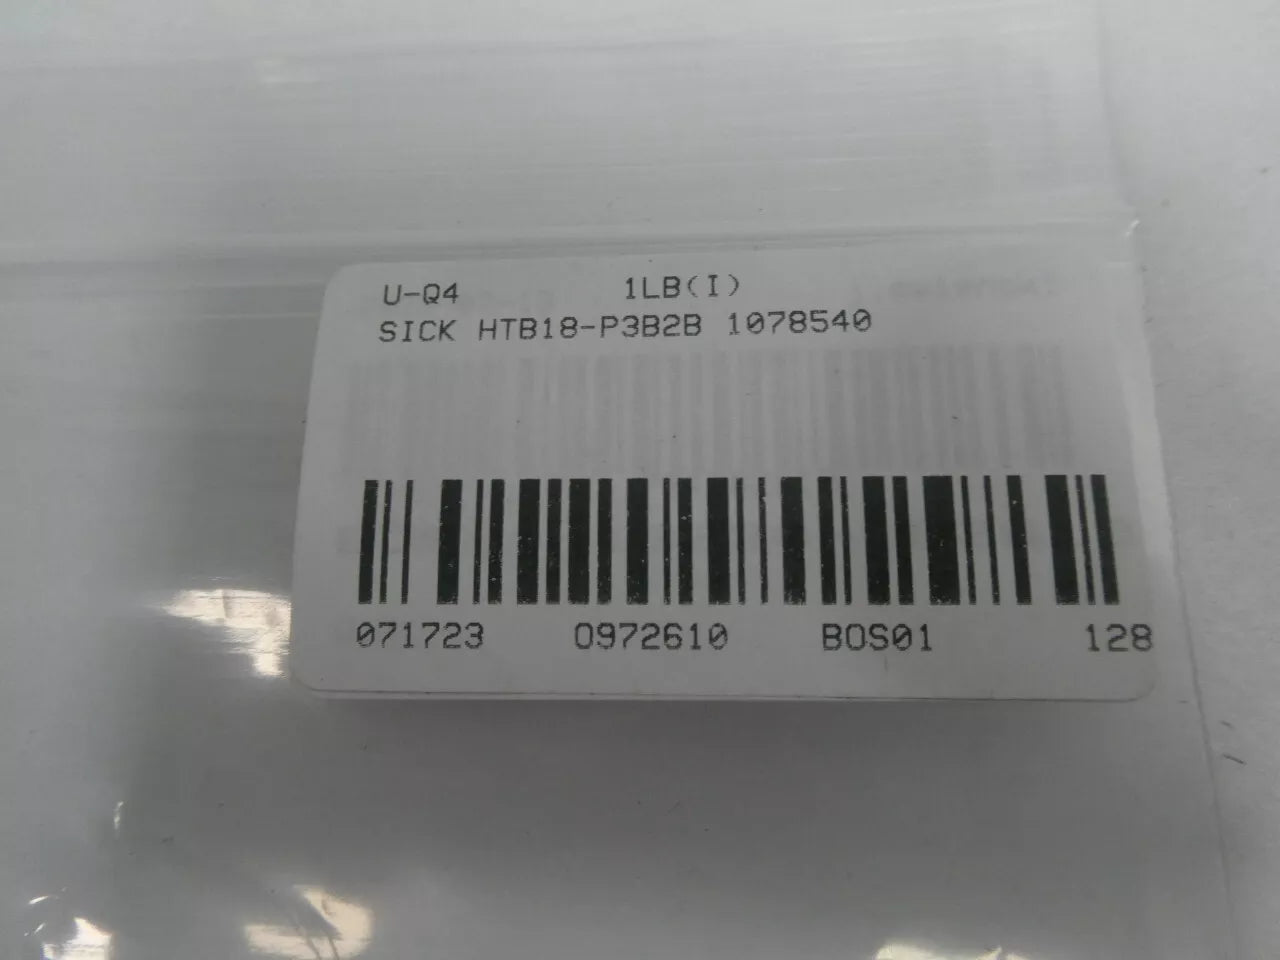 U-Q4 1LB(I)
SICK HTB18-P3B2B 1078540
071723 0972610 BOS01 128